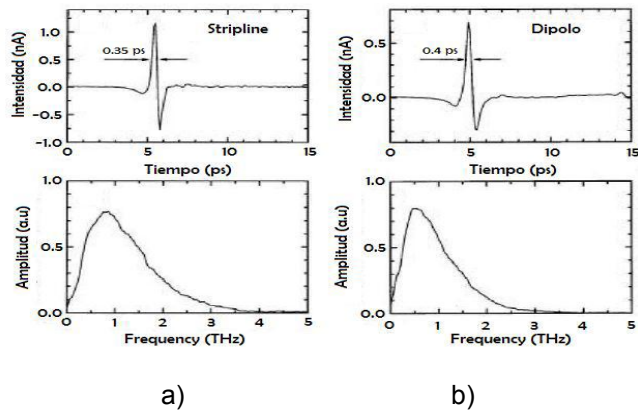 Stripline
0.35 ps
Intensidad (nA)
1.0
0.5
0.0
-0.5
-1.0
0 5 10 15
Tiempo (ps)
Dipolo
0.4 ps
Intensidad (nA)
0.5
0.0
0 5 10 15
Tiempo (ps)
Amplitud (a.u)
1.0
0.5
0.0
0 1 2 3 4 5
Frequency (THz)
Amplitud (a.u)
1.0
0.5
0.0
0 1 2 3 4 5
Frequency (THz)
a) b)